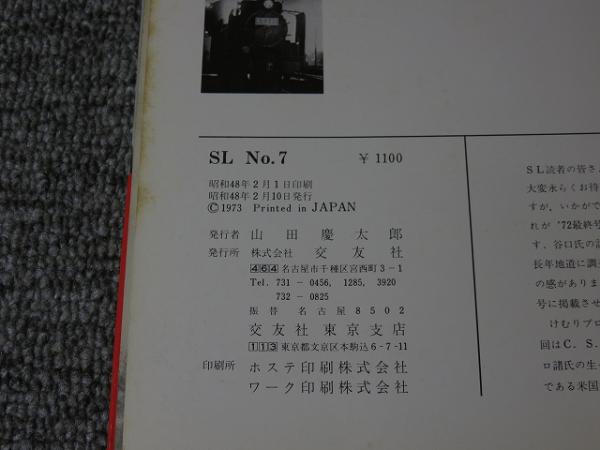 SL No.7 ￥1100
昭和48年2月1日印刷
昭和48年2月10日発行
©1973 Printed in JAPAN
発行者 山田慶太郎
発行所 株式会社 交友社
464 名古屋市千種区宮西町3-1
Tel. 731－0456, 1285, 3920
732－0825
振替 名古屋8502
交友社東京支店
113 東京都文京区本駒込6-7-11
印刷所 ホステ印刷株式会社
ワーク印刷株式会社
SL読者の皆さ
大変永らくお待
すが、いかがで
れが '72最終号
す、谷口氏の記
長年地道に調
の感がありま
号に掲載させ
けむりプロ
回はC．S．
ロ諸氏の生
である米国